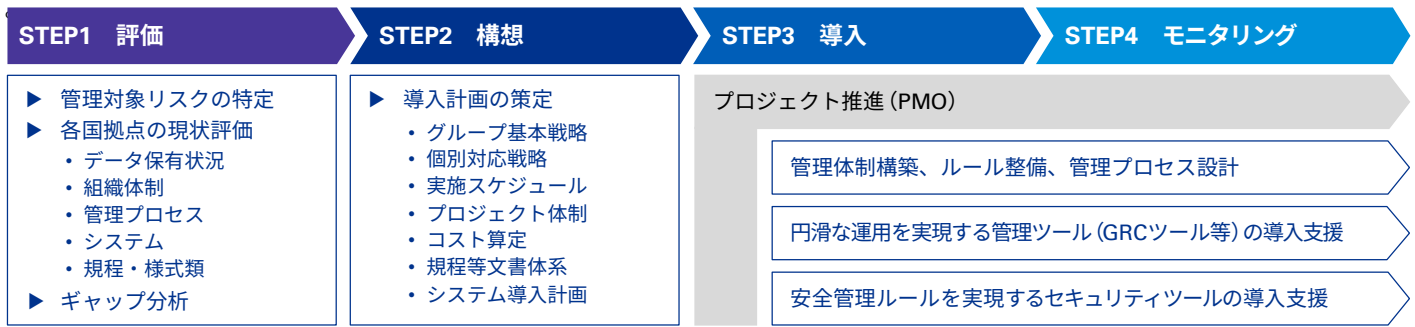 STEP1 評価
STEP2 構想
STEP3 導入
STEP4 モニタリング
▶ 管理対象リスクの特定
▶ 各国拠点の現状評価
・データ保有状況
・組織体制
・管理プロセス
・システム
・規程・様式類
▶ ギャップ分析
▶ 導入計画の策定
・グループ基本戦略
・個別対応戦略
・実施スケジュール
・プロジェクト体制
・コスト算定
・規程等文書体系
・システム導入計画
プロジェクト推進(PMO)
管理体制構築、ルール整備、管理プロセス設計
円滑な運用を実現する管理ツール(GRCツール等)の導入支援
安全管理ルールを実現するセキュリティツールの導入支援